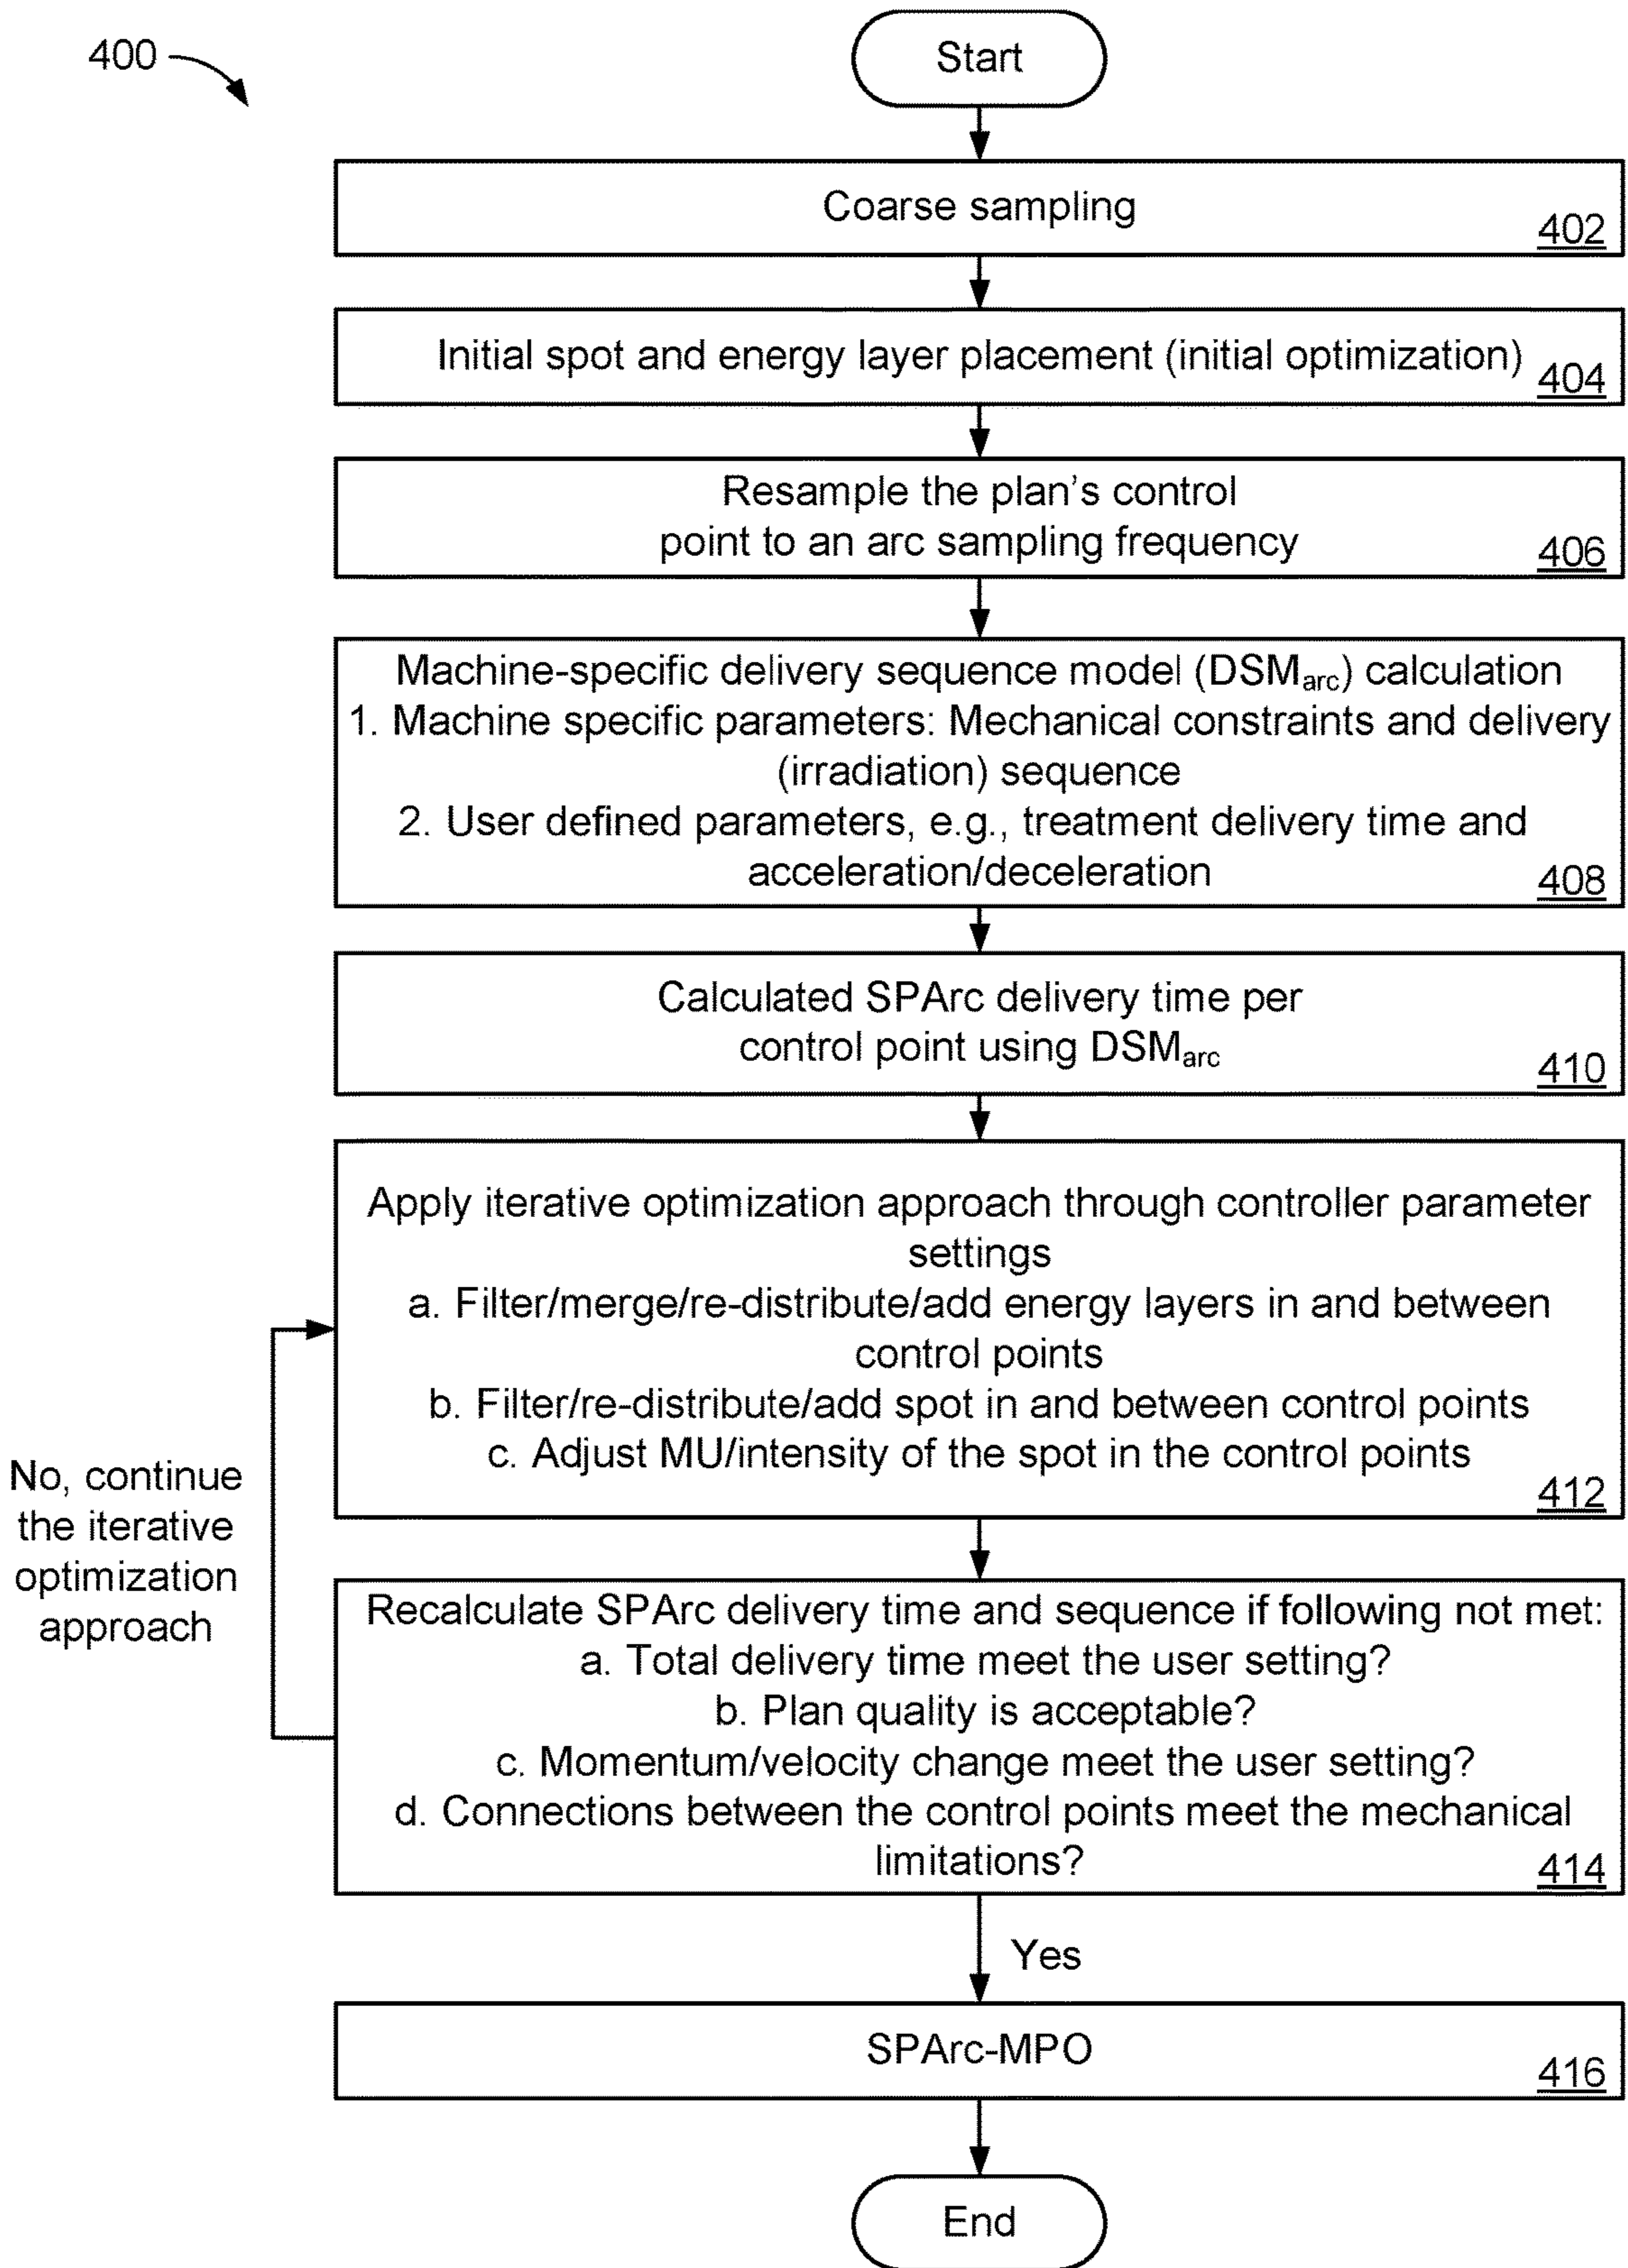 400
Start
Coarse sampling
402
Initial spot and energy layer placement (initial optimization)
404
Resample the plan's control
point to an arc sampling frequency
406
Machine-specific delivery sequence model (DSMarc) calculation
1. Machine specific parameters: Mechanical constraints and delivery
(irradiation) sequence
2. User defined parameters, e.g., treatment delivery time and
acceleration/deceleration
408
Calculated SPArc delivery time per
control point using DSMarc
410
Apply iterative optimization approach through controller parameter
settings
a. Filter/merge/re-distribute/add energy layers in and between
control points
b. Filter/re-distribute/add spot in and between control points
c. Adjust MU/intensity of the spot in the control points
412
No, continue
the iterative
optimization
approach
Recalculate SPArc delivery time and sequence if following not met:
a. Total delivery time meet the user setting?
b. Plan quality is acceptable?
c. Momentum/velocity change meet the user setting?
d. Connections between the control points meet the mechanical
limitations?
414
Yes
SPArc-MPO
416
End